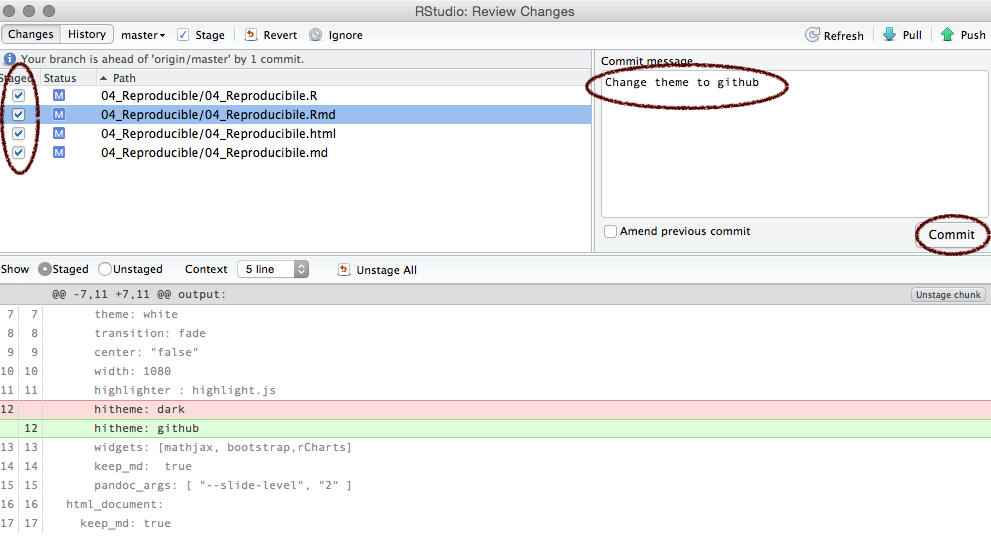 RStudio: Review Changes
Changes History master Stage Revert Ignore Refresh Pull Push
Your branch is ahead of 'origin/master' by 1 commit.
Commit message
Staged Status Path
Change theme to github
M 04_Reproducible/04_Reproducibile.R
M 04_Reproducible/04_Reproducibile.Rmd
M 04_Reproducible/04_Reproducibile.html
M 04_Reproducible/04_Reproducibile.md
Amend previous commit
Commit
Show Staged Unstaged Context 5 line Unstage All
@@ -7,11 +7,11 @@ output: Unstage chunk
7 7 theme: white
8 8 transition: fade
9 9 center: "false"
10 10 width: 1080
11 11 highlighter : highlight.js
12 hitheme: dark
12 hitheme: github
13 13 widgets: [mathjax, bootstrap,rCharts]
14 14 keep_md:  true
15 15 pandoc_args: [ "--slide-level", "2" ]
16 16 html_document:
17 17 keep_md: true